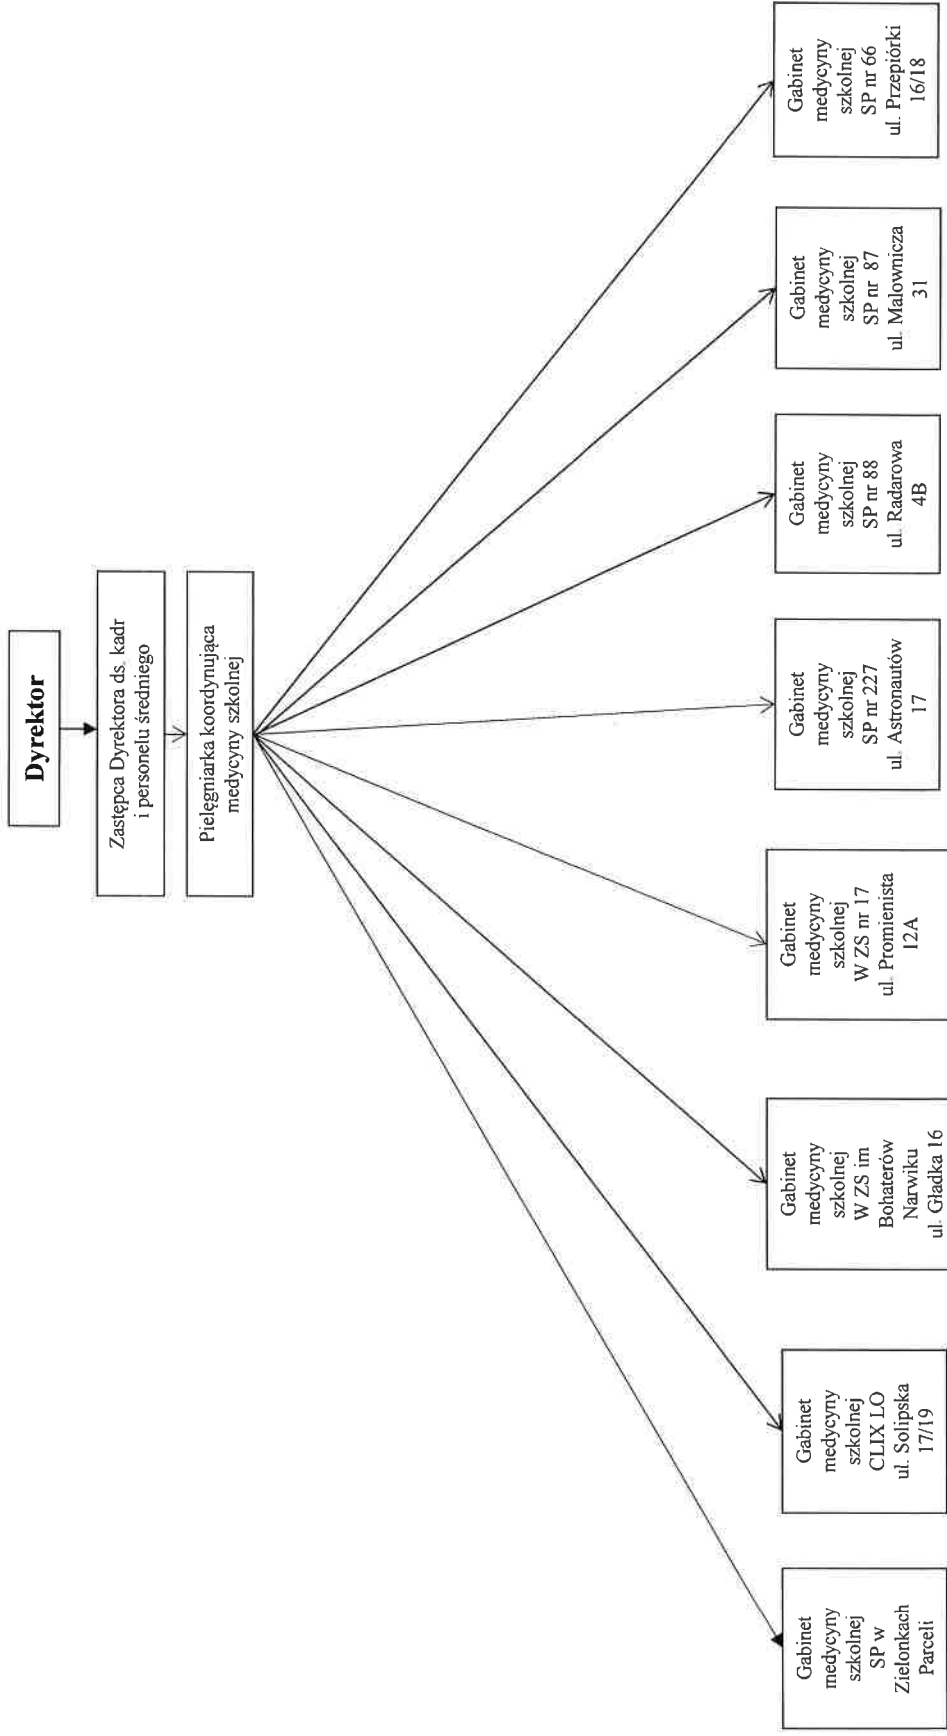 Dyrektor
Zastępca Dyrektora ds. kadr
i personelu średniego
Pielęgniarka koordynująca
medycyny szkolnej
Gabinet
medycyny
szkolnej
SP w
Zielonkach
Parceli
Gabinet
medycyny
szkolnej
CLIX LO
ul. Solipska
17/19
Gabinet
medycyny
szkolnej
W ZS im
Bohaterów
Narwiku
ul. Gładka 16
Gabinet
medycyny
szkolnej
W ZS nr 17
ul. Promienista
12A
Gabinet
medycyny
szkolnej
SP nr 227
ul. Astronautów
17
Gabinet
medycyny
szkolnej
SP nr 88
ul. Radarowa
4B
Gabinet
medycyny
szkolnej
SP nr 87
ul. Malownicza
31
Gabinet
medycyny
szkolnej
SP nr 66
ul. Przepiórki
16/18